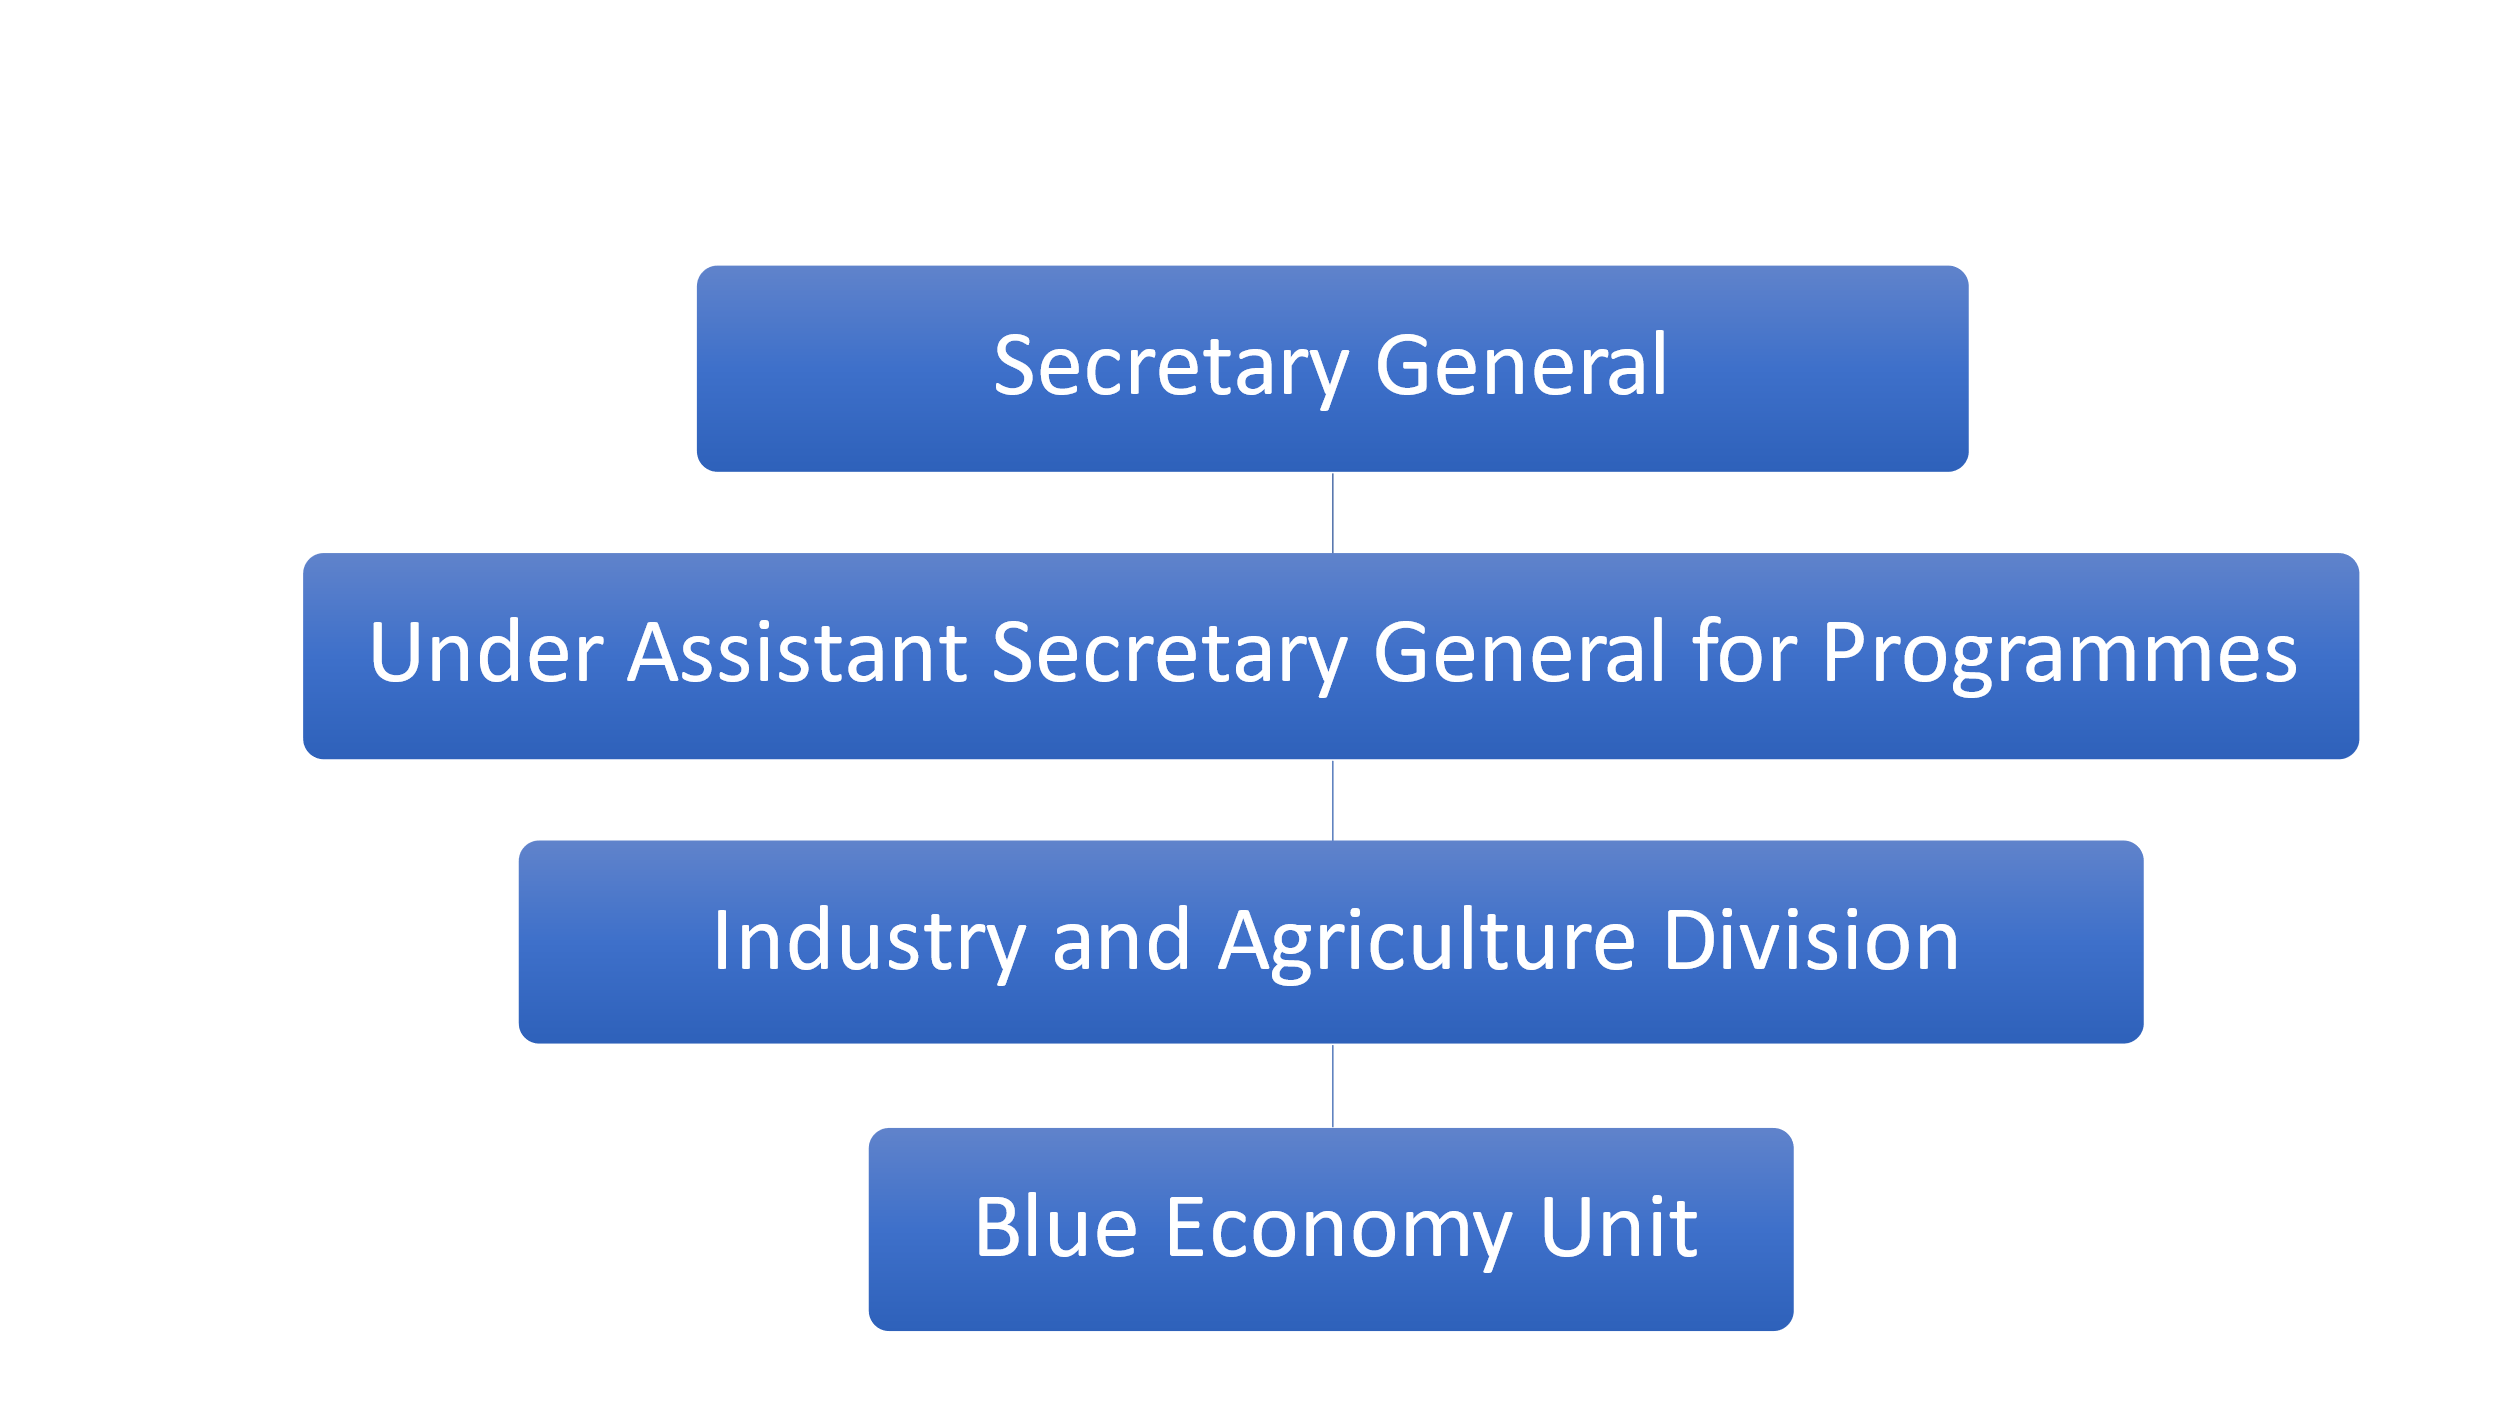 Secretary General
Under Assistant Secretary General for Programmes
Industry and Agriculture Division
Blue Economy Unit